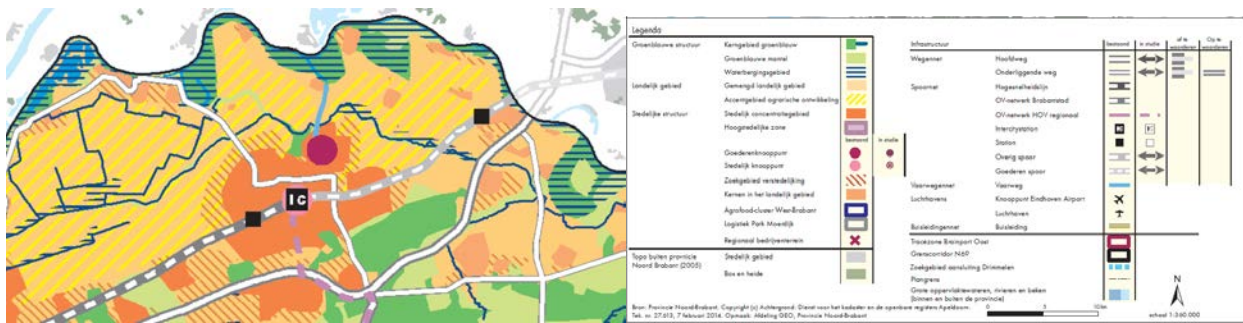 IC
Legenda
Groenblauwe structuur Kerngebied groenblauw
Groenblauwe mantel
Waterbergingsgebied
Landelijk gebied Gemengd landelijk gebied
Accentgebied agrarische ontwikkeling
Stedelijke structuur Stedelijk concentratiegebied
Hoogstedelijke zone
bestaand in studie
Goederenknooppunt
Stedelijk knooppunt
Zoekgebied verstedelijking
Kernen in het landelijk gebied
Agrofood-cluster West-Brabant
Logistiek Park Moerdijk
Regionaal bedrijventerrein
Topo buiten provincie Stedelijk gebied
Noord Brabant (2005)
Bos en heide
Infrastructuur bestaand in studie af te waarderen Op te waarderen
Wegennet Hoofdweg
Onderliggende weg
Spoornet Hogesnelheidslijn
OV-netwerk Brabantstad
OV-netwerk HOV regionaal
Intercitystation
Station
Overig spoor
Goederen spoor
Vaarwegennet Vaarweg
Luchthavens Knooppunt Eindhoven Airport
Luchthaven
Buisleidingennet Buisleiding
Tracézone Brainport Oost
Grenscorridor N69
Zoekgebied aansluiting Drimmelen
Plangrens
Grote oppervlaktewateren, rivieren en beken
(binnen en buiten de provincie)
N
Bron: Provincie Noord-Brabant. Copyright (c) Achtergrond: Dienst voor het kadaster en de openbare registers Apeldoorn.
Tek. nr. 27.613, 7 februari 2014. Opmaak: Afdeling GEO, Provincie Noord-Brabant
0 5 10 km
schaal 1:360.000